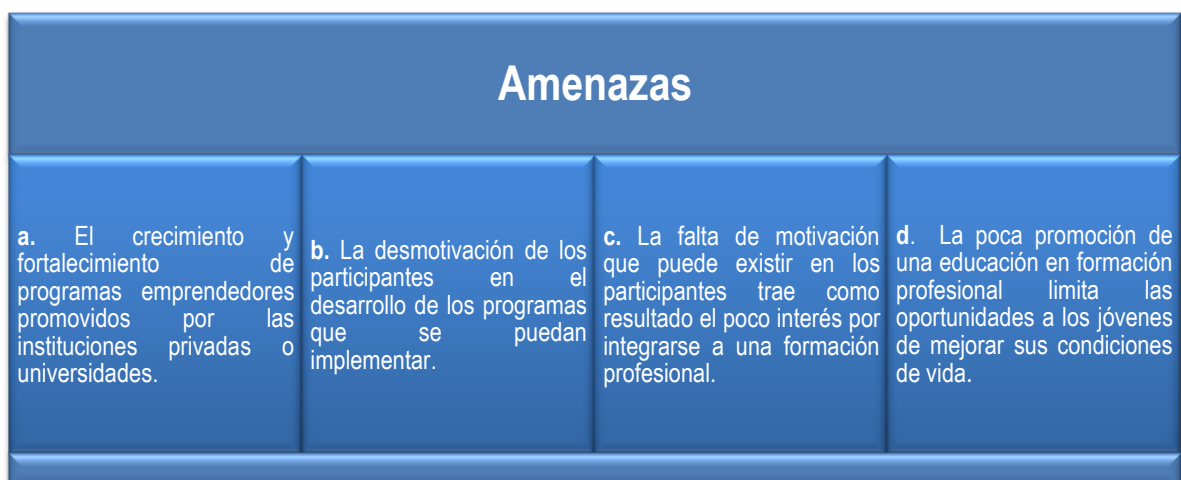 Amenazas
a. El crecimiento y
fortalecimiento de
programas emprendedores
promovidos por las
instituciones privadas o
universidades.
b. La desmotivación de los
participantes en el
desarrollo de los programas
que se puedan
implementar.
c. La falta de motivación
que puede existir en los
participantes trae como
resultado el poco interés por
integrarse a una formación
profesional.
d. La poca promoción de
una educación en formación
profesional limita las
oportunidades a los jóvenes
de mejorar sus condiciones
de vida.